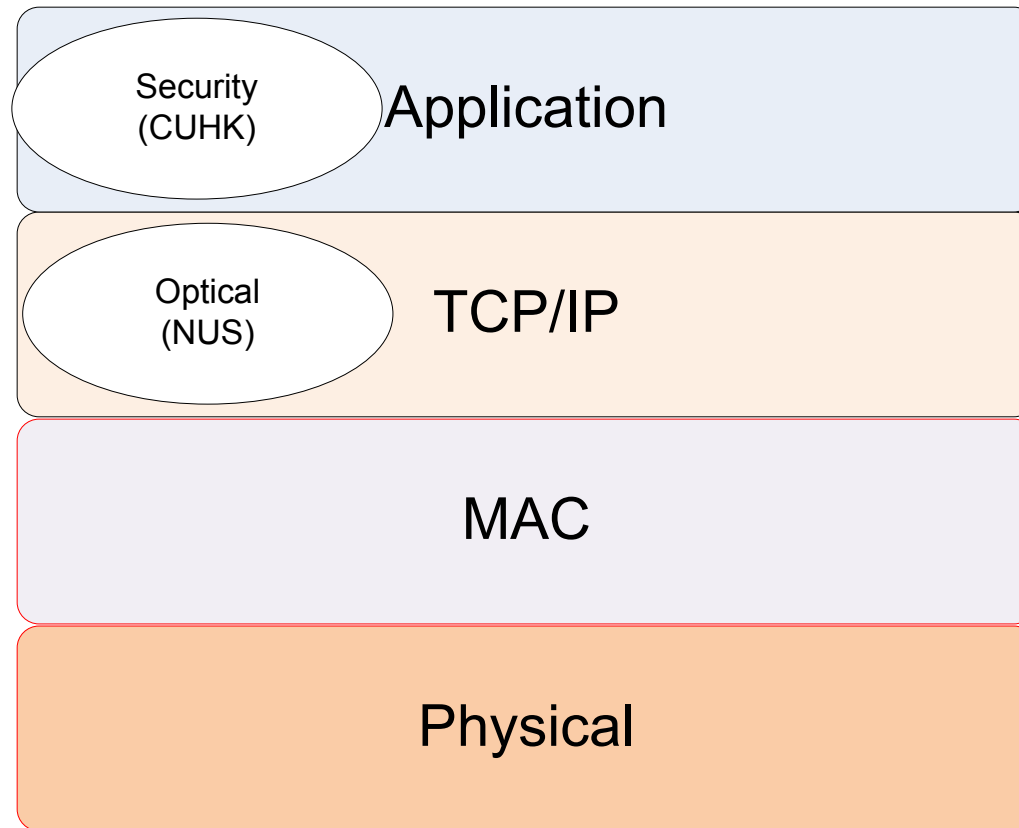 Security
(CUHK)
Application
Optical
(NUS)
TCP/IP
MAC
Physical